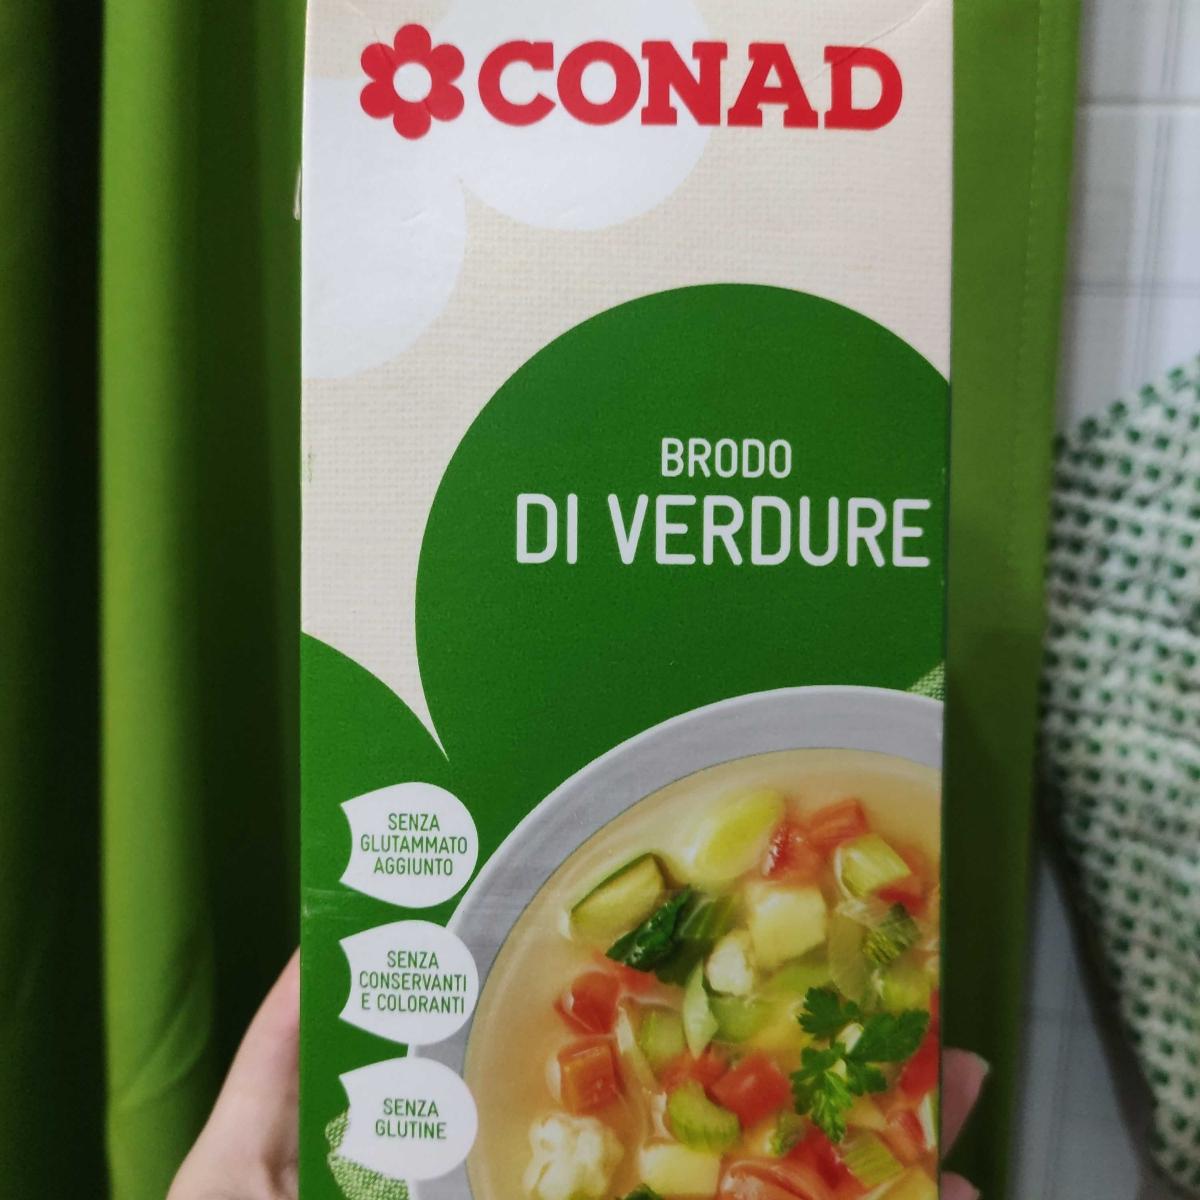 CONAD
BRODO
DI VERDURE
SENZA
GLUTAMMATO
AGGIUNTO
SENZA
CONSERVANTI
E COLORANTI
SENZA
GLUTINE